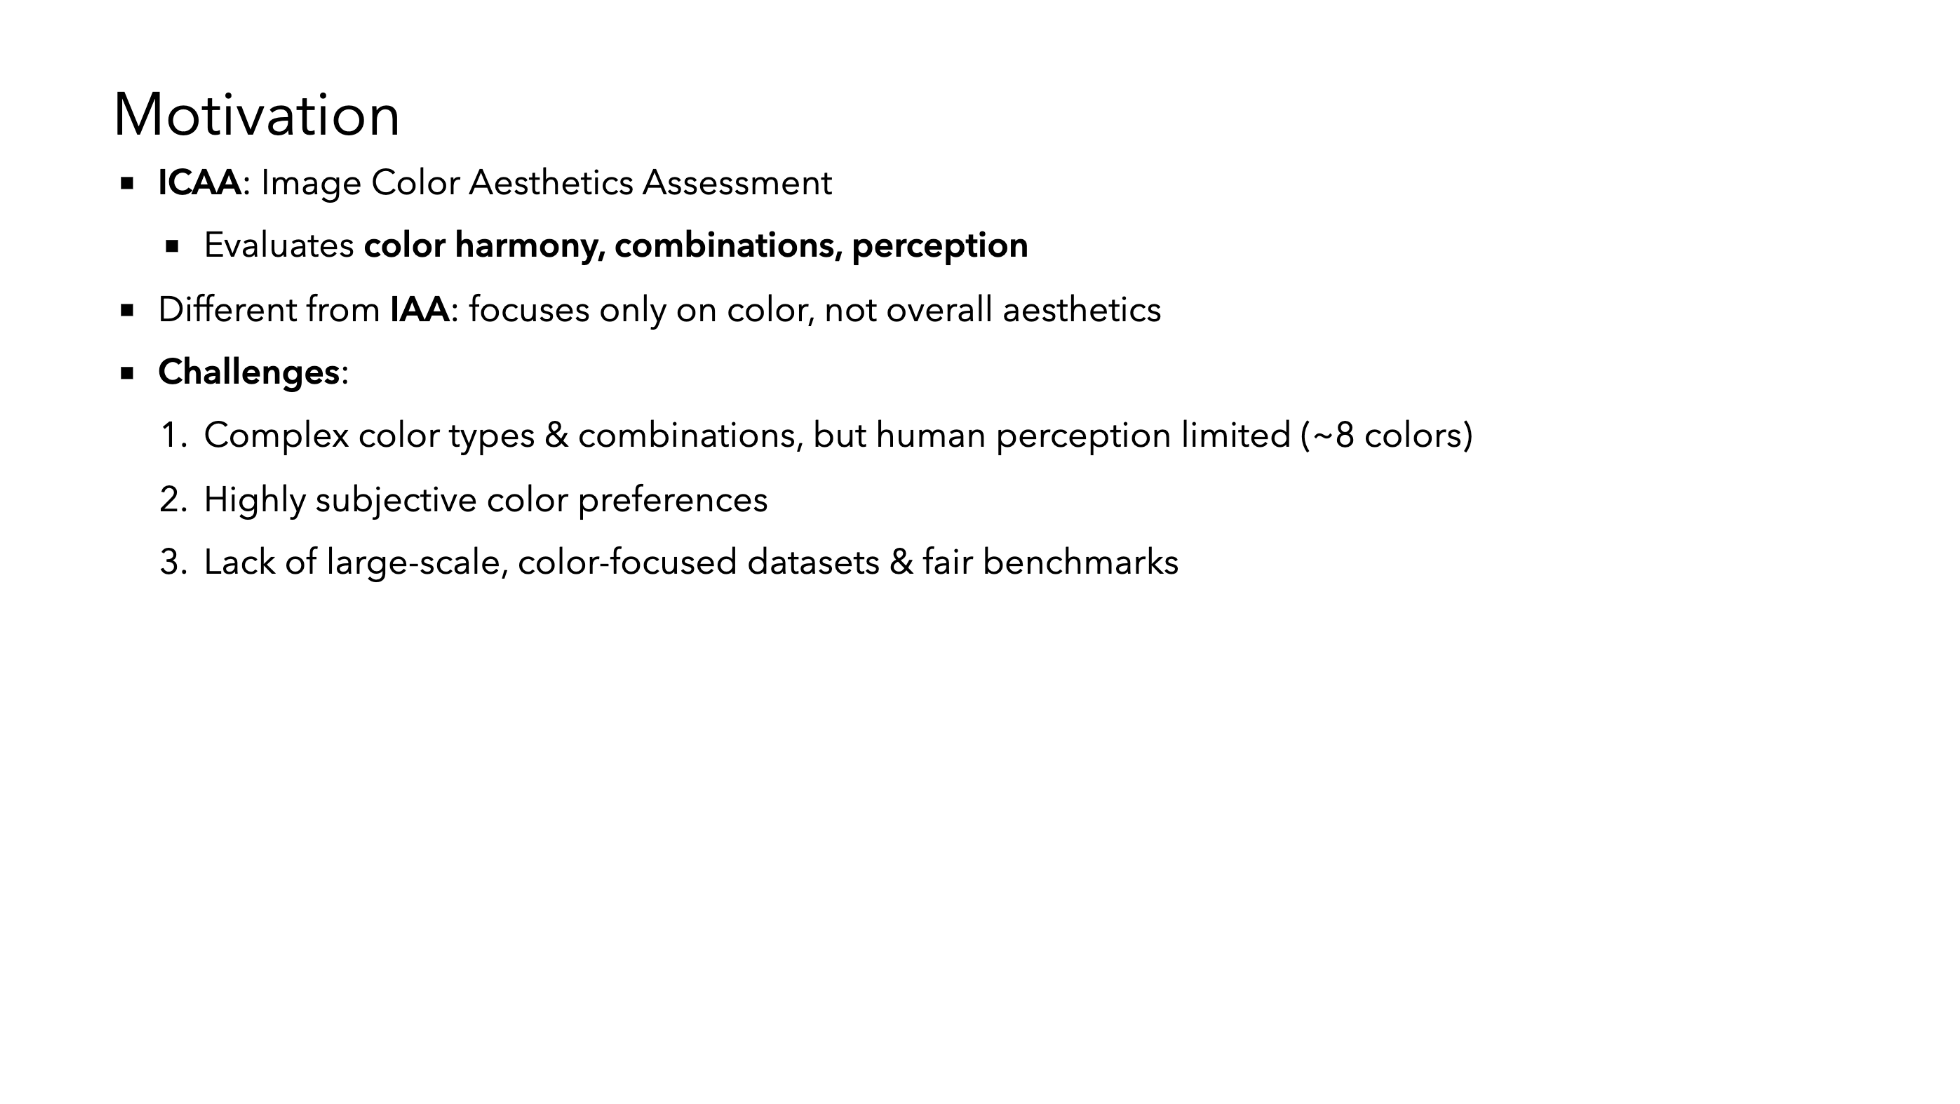 Motivation
▪ ICAA: Image Color Aesthetics Assessment
▪ Evaluates color harmony, combinations, perception
▪ Different from IAA: focuses only on color, not overall aesthetics
▪ Challenges:
1. Complex color types & combinations, but human perception limited (~8 colors)
2. Highly subjective color preferences
3. Lack of large-scale, color-focused datasets & fair benchmarks